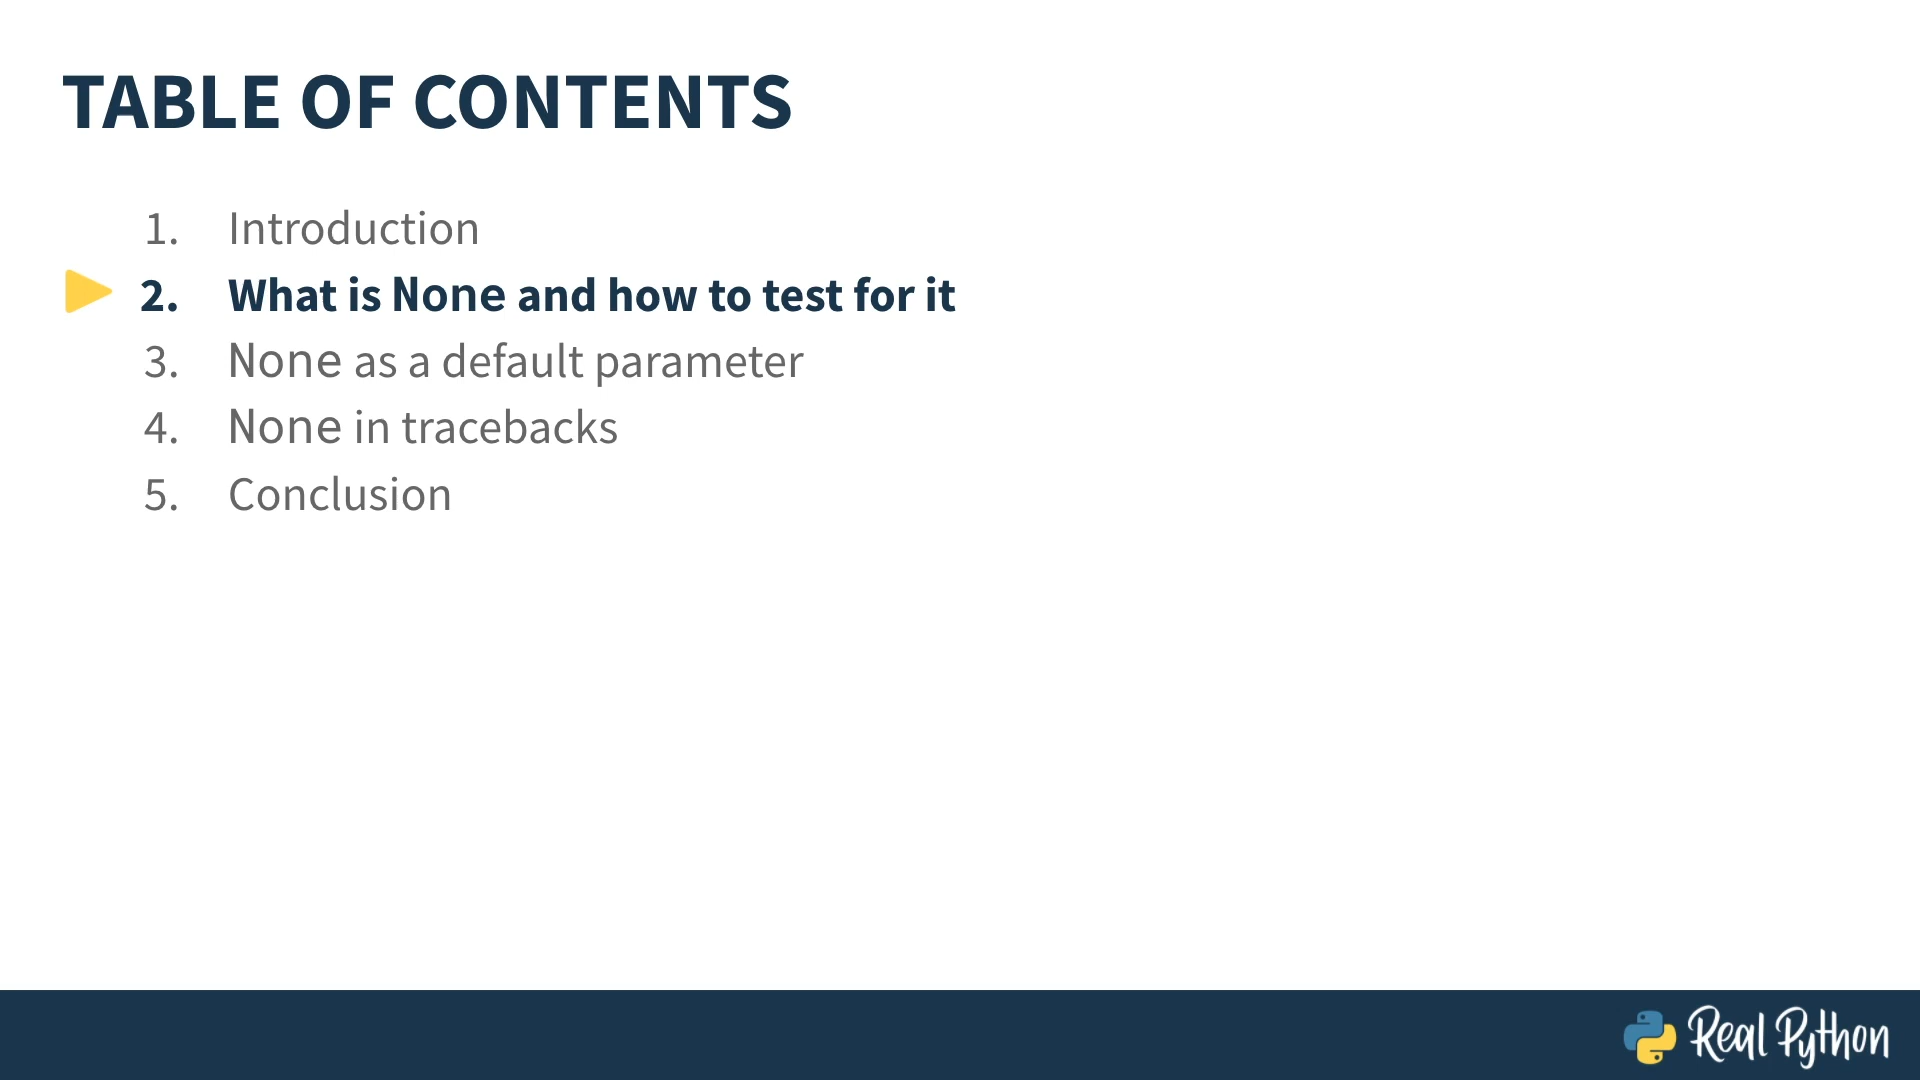 TABLE OF CONTENTS
1. Introduction
2. What is None and how to test for it
3. None as a default parameter
4. None in tracebacks
5. Conclusion
Real Python